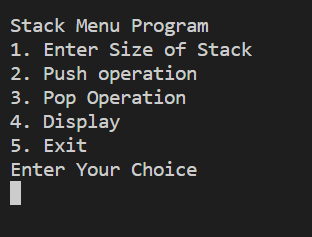 Stack Menu Program
1. Enter Size of Stack
2. Push operation
3. Pop Operation
4. Display
5. Exit
Enter Your Choice